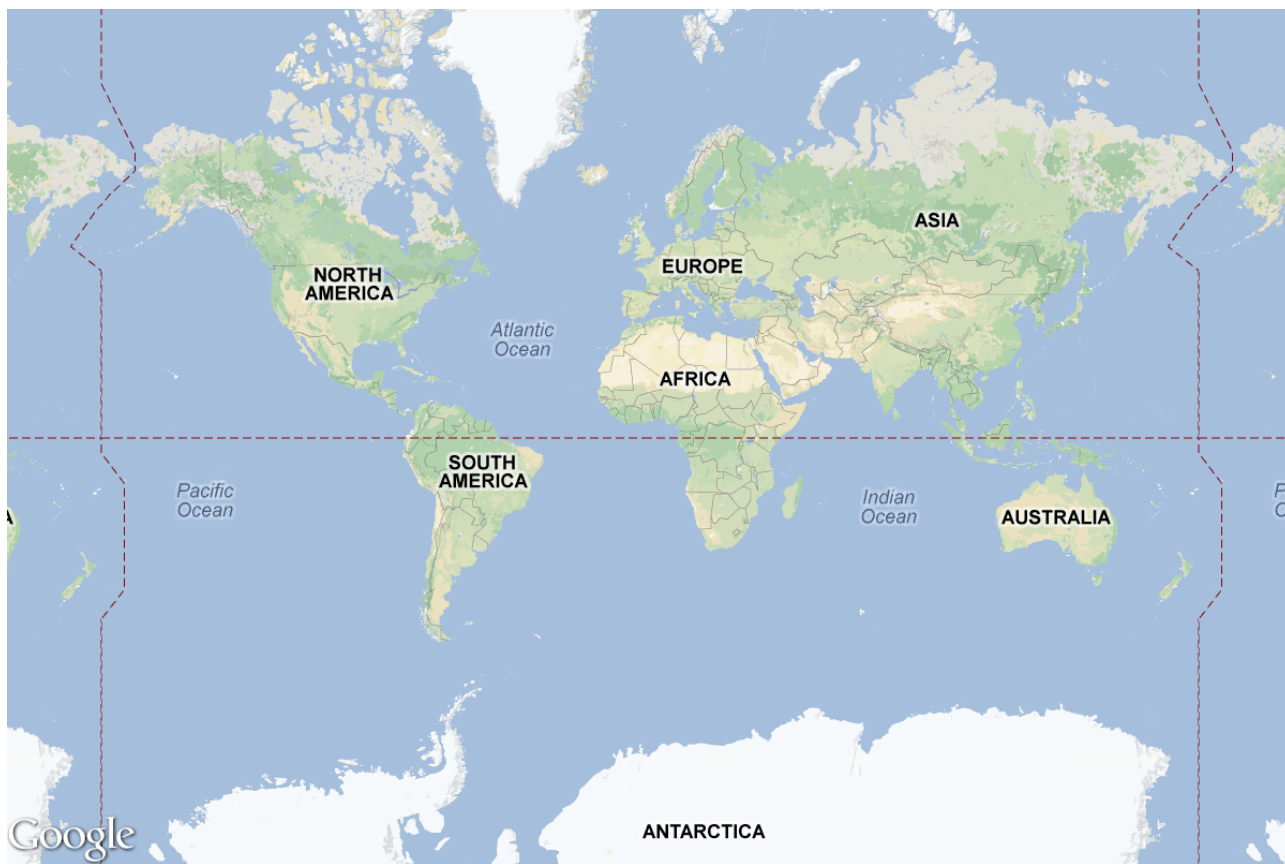 ASIA
EUROPE
NORTH
AMERICA
Atlantic
Ocean
AFRICA
SOUTH
AMERICA
Pacific
Ocean
Indian
Ocean
AUSTRALIA
A
P
O
ANTARCTICA
Google